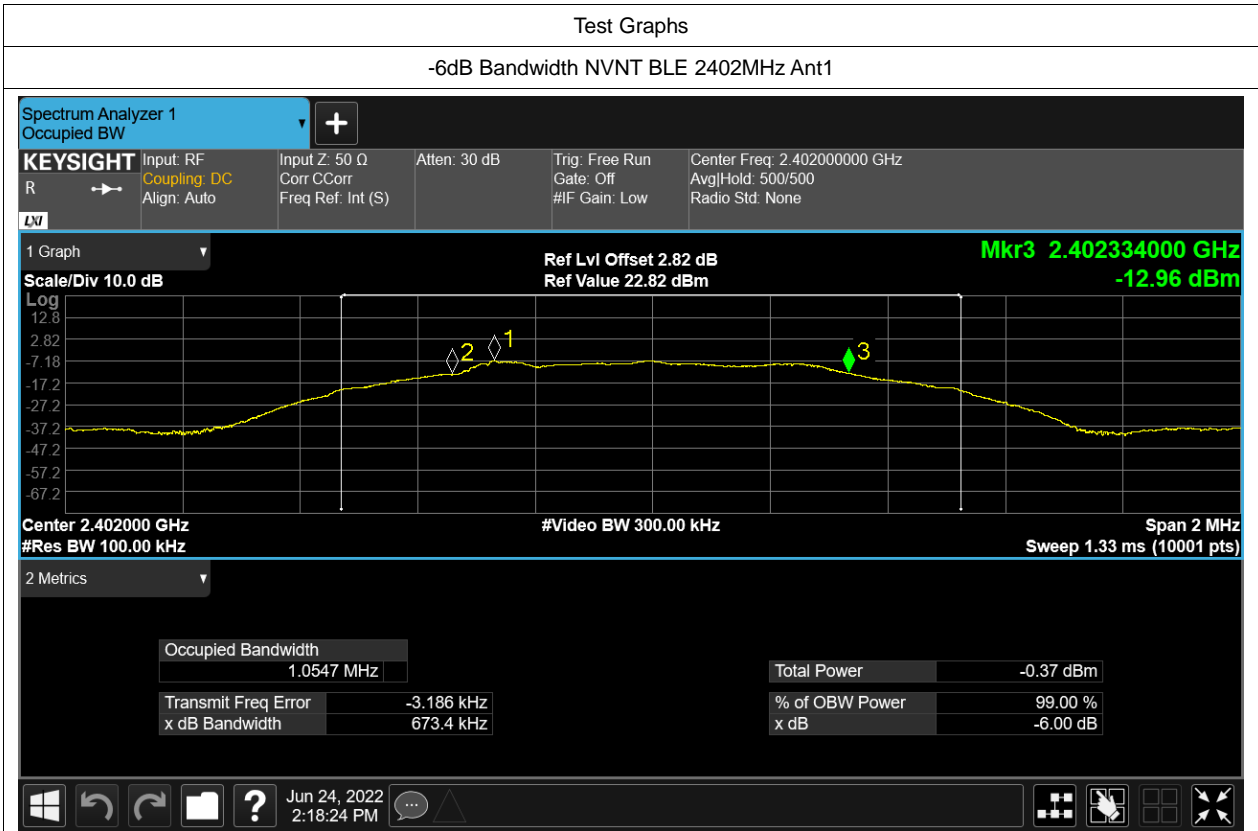 Test Graphs
-6dB Bandwidth NVNT BLE 2402MHz Ant1
Spectrum Analyzer 1
Occupied BW
KEYSIGHT
R
LXI
Input: RF
Coupling: DC
Align: Auto
Input Z: 50 Ω
Corr CCorr
Freq Ref: Int (S)
Atten: 30 dB
Trig: Free Run
Gate: Off
#IF Gain: Low
Center Freq: 2.402000000 GHz
Avg|Hold: 500/500
Radio Std: None
1 Graph
Scale/Div 10.0 dB
Ref Lvl Offset 2.82 dB
Ref Value 22.82 dBm
Mkr3 2.402334000 GHz
-12.96 dBm
Log
12.8
2.82
-7.18
-17.2
-27.2
-37.2
-47.2
-57.2
-67.2
2
1
3
Center 2.402000 GHz
#Res BW 100.00 kHz
#Video BW 300.00 kHz
Span 2 MHz
Sweep 1.33 ms (10001 pts)
2 Metrics
Occupied Bandwidth
1.0547 MHz
Transmit Freq Error -3.186 kHz
x dB Bandwidth 673.4 kHz
Total Power -0.37 dBm
% of OBW Power 99.00 %
x dB -6.00 dB
?
Jun 24, 2022
2:18:24 PM